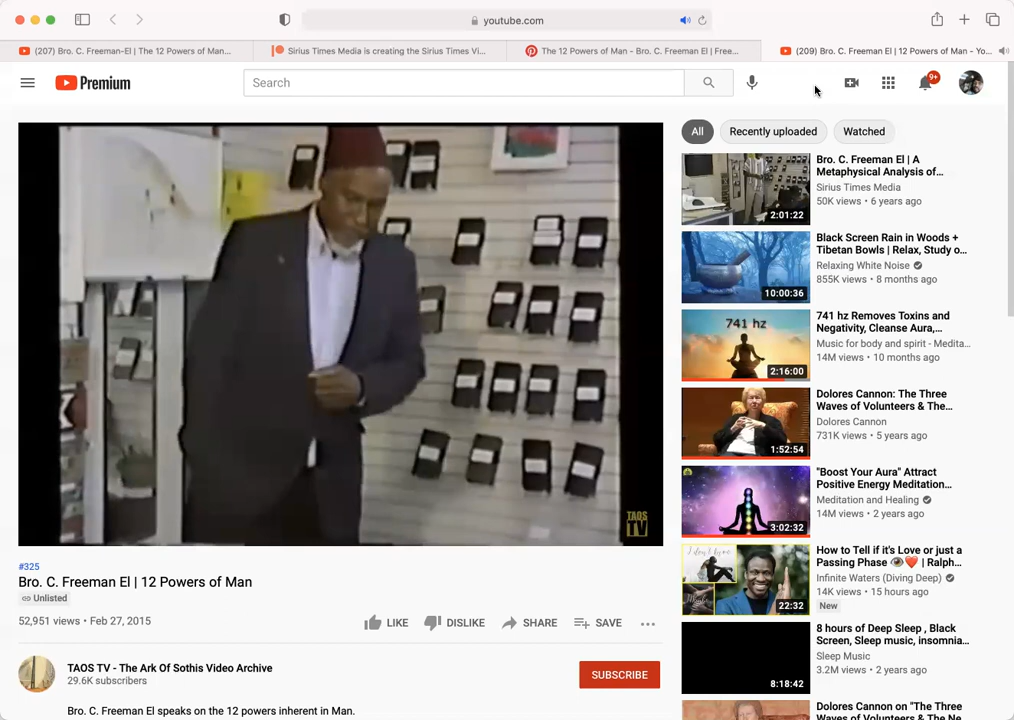 youtube.com
(207) Bro. C. Freeman-El | The 12 Powers of Man...
Sirius Times Media is creating the Sirius Times Vi...
The 12 Powers of Man - Bro. C. Freeman El | Free...
(209) Bro. C. Freeman El | 12 Powers of Man - Yo...
Premium
Search
9+
All
Recently uploaded
Watched
TAOS
TV
#325
Bro. C. Freeman El | 12 Powers of Man
Unlisted
52,951 views • Feb 27, 2015
LIKE
DISLIKE
SHARE
SAVE
TAOS TV - The Ark Of Sothis Video Archive
29.6K subscribers
SUBSCRIBE
Bro. C. Freeman El speaks on the 12 powers inherent in Man.
2:01:22
Bro. C. Freeman El | A
Metaphysical Analysis of...
Sirius Times Media
50K views • 6 years ago
10:00:36
Black Screen Rain in Woods +
Tibetan Bowls | Relax, Study o...
Relaxing White Noise
855K views • 8 months ago
741 hz
2:16:00
741 hz Removes Toxins and
Negativity, Cleanse Aura,...
Music for body and spirit - Medita...
14M views • 10 months ago
1:52:54
Dolores Cannon: The Three
Waves of Volunteers & The...
Dolores Cannon
731K views • 5 years ago
3:02:32
"Boost Your Aura" Attract
Positive Energy Meditation...
Meditation and Healing
14M views • 2 years ago
22:32
How to Tell if it's Love or just a
Passing Phase 👁️❤️ | Ralph...
Infinite Waters (Diving Deep)
14K views • 15 hours ago
New
8:18:42
8 hours of Deep Sleep , Black
Screen, Sleep music, insomnia...
Sleep Music
3.2M views • 2 years ago
Dolores Cannon on "The Three
Waves of Volunteers & The Ne